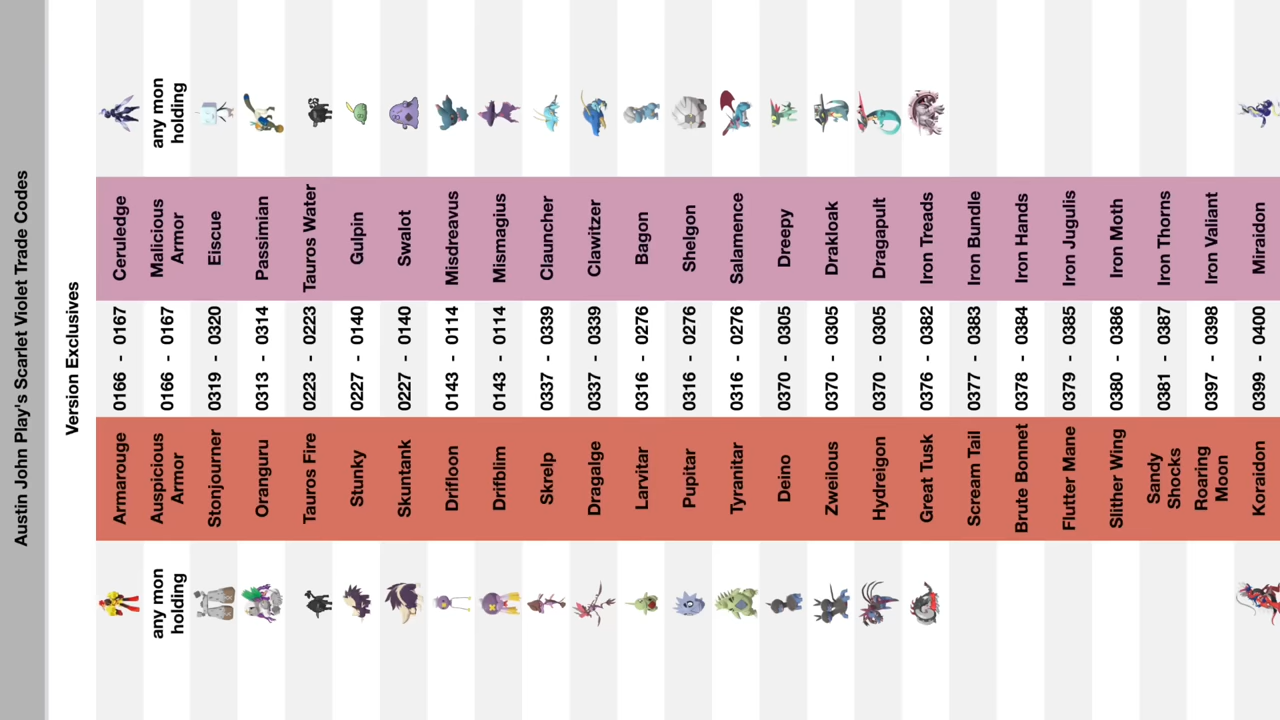 Austin John Play's Scarlet Violet Trade Codes
Version Exclusives
Armarouge 0166 - 0167 Ceruledge
any mon holding Auspicious Armor 0166 - 0167 Malicious Armor any mon holding
Stonjourner 0319 - 0320 Eiscue
Oranguru 0313 - 0314 Passimian
Tauros Fire 0223 - 0223 Tauros Water
Stunky 0227 - 0140 Gulpin
Skuntank 0227 - 0140 Swalot
Drifloon 0143 - 0114 Misdreavus
Drifblim 0143 - 0114 Mismagius
Skrelp 0337 - 0339 Clauncher
Dragalge 0337 - 0339 Clawitzer
Larvitar 0316 - 0276 Bagon
Pupitar 0316 - 0276 Shelgon
Tyranitar 0316 - 0276 Salamence
Deino 0370 - 0305 Dreepy
Zweilous 0370 - 0305 Drakloak
Hydreigon 0370 - 0305 Dragapult
Great Tusk 0376 - 0382 Iron Treads
Scream Tail 0377 - 0383 Iron Bundle
Brute Bonnet 0378 - 0384 Iron Hands
Flutter Mane 0379 - 0385 Iron Jugulis
Slither Wing 0380 - 0386 Iron Moth
Sandy Shocks 0381 - 0387 Iron Thorns
Roaring Moon 0397 - 0398 Iron Valiant
Koraidon 0399 - 0400 Miraidon